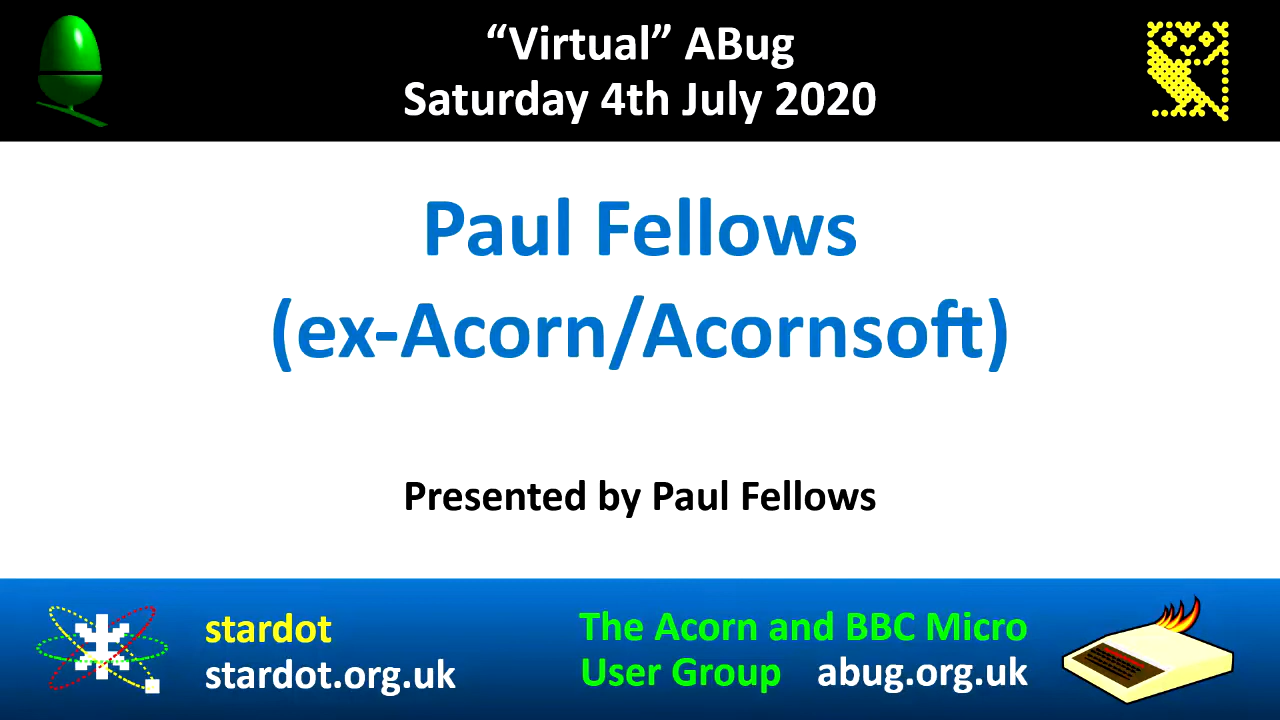 “Virtual” ABug
Saturday 4th July 2020
Paul Fellows
(ex-Acorn/Acornsoft)
Presented by Paul Fellows
stardot
stardot.org.uk
The Acorn and BBC Micro
User Group abug.org.uk